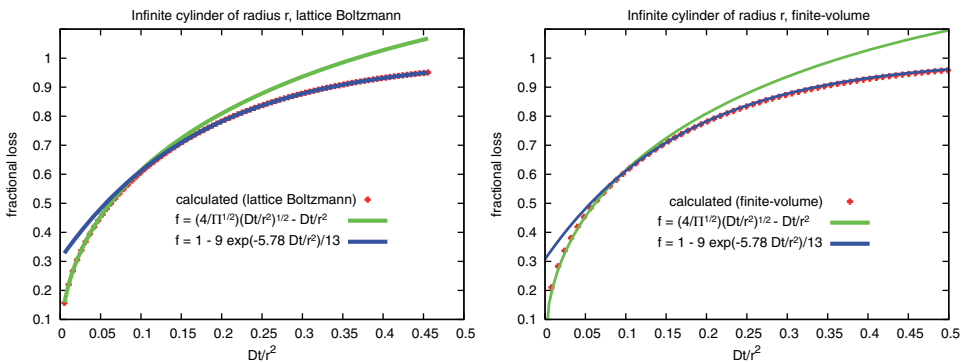 Infinite cylinder of radius r, lattice Boltzmann
fractional loss
1
0.9
0.8
0.7
0.6
0.5
0.4
0.3
0.2
0.1
calculated (lattice Boltzmann)
f = (4/Π^1/2)(Dt/r²)^1/2 - Dt/r²
f = 1 - 9 exp(-5.78 Dt/r²)/13
0 0.05 0.1 0.15 0.2 0.25 0.3 0.35 0.4 0.45 0.5
Dt/r²
Infinite cylinder of radius r, finite-volume
fractional loss
1
0.9
0.8
0.7
0.6
0.5
0.4
0.3
0.2
0.1
calculated (finite-volume)
f = (4/Π^1/2)(Dt/r²)^1/2 - Dt/r²
f = 1 - 9 exp(-5.78 Dt/r²)/13
0 0.05 0.1 0.15 0.2 0.25 0.3 0.35 0.4 0.45 0.5
Dt/r²